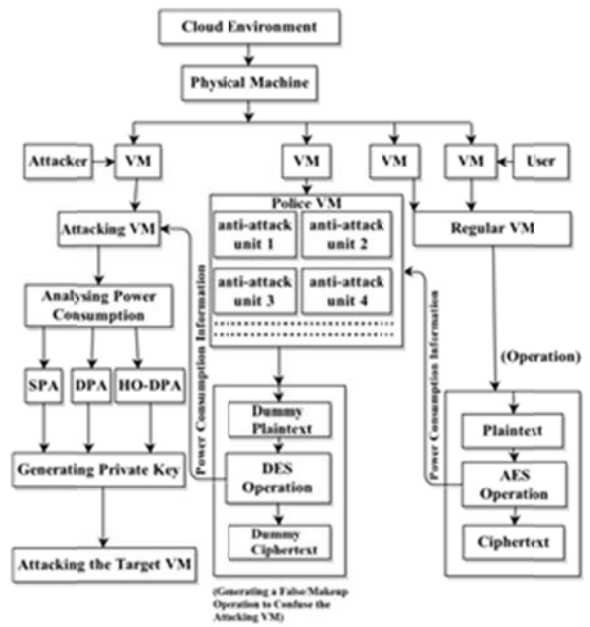 Cloud Environment
Physical Machine
Attacker
VM
VM
VM
VM
User
Attacking VM
Police VM
anti-attack
unit 1
anti-attack
unit 2
anti-attack
unit 3
anti-attack
unit 4
Regular VM
Analysing Power
Consumption
Power Consumption Information
Power Consumption Information
(Operation)
SPA
DPA
HO-DPA
Dummy
Plaintext
Plaintext
Generating Private Key
DES
Operation
AES
Operation
Dummy
Ciphertext
Ciphertext
Attacking the Target VM
(Generating a False/Makeup
Operation to Confuse the
Attacking VM)